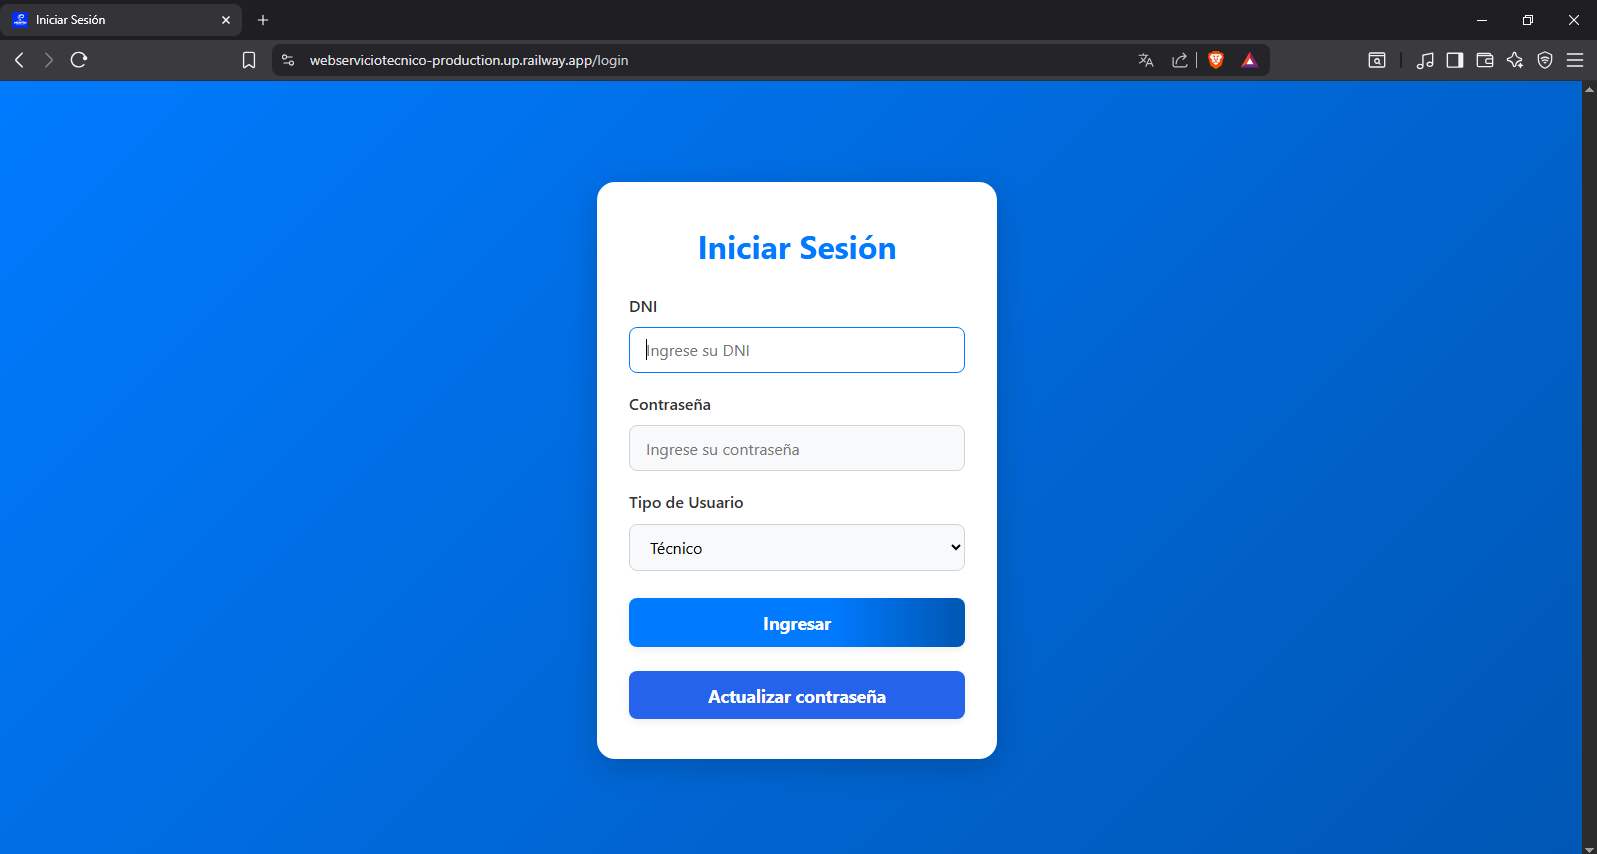 Iniciar Sesión
webserviciotecnico-production.up.railway.app/login
Iniciar Sesión
DNI
Ingrese su DNI
Contraseña
Ingrese su contraseña
Tipo de Usuario
Técnico
Ingresar
Actualizar contraseña